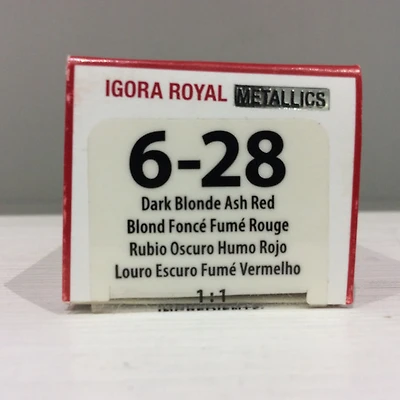 IGORA ROYAL METALLICS
6-28
Dark Blonde Ash Red
Blond Foncé Fumé Rouge
Rubio Oscuro Humo Rojo
Louro Escuro Fumé Vermelho
1:1